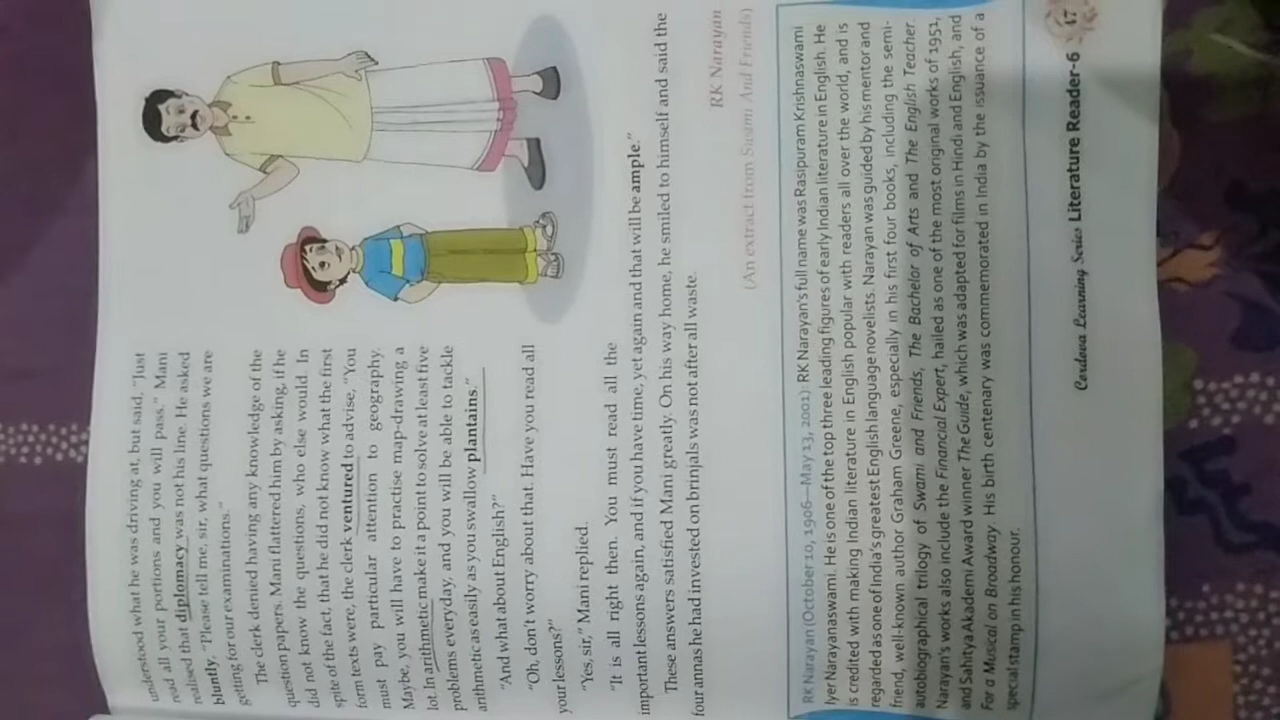 understood what he was driving at, but said, "Just
read all your portions and you will pass." Mani
realised that diplomacy was not his line. He asked
bluntly, "Please tell me, sir, what questions we are
getting for our examinations."
The clerk denied having any knowledge of the
question papers. Mani flattered him by asking, if he
did not know the questions, who else would. In
spite of the fact, that he did not know what the first
form texts were, the clerk ventured to advise, "You
must pay particular attention to geography.
Maybe, you will have to practise map-drawing a
lot. In arithmetic make it a point to solve at least five
problems everyday, and you will be able to tackle
arithmetic as easily as you swallow plantains."
"And what about English?"
"Oh, don't worry about that. Have you read all
your lessons?"
"Yes, sir," Mani replied.
"It is all right then. You must read all the
important lessons again, and if you have time, yet again and that will be ample."
These answers satisfied Mani greatly. On his way home, he smiled to himself and said the
four annas he had invested on brinjals was not after all waste.
RK Narayan
(An extract from Swami And Friends)
RK Narayan (October 10, 1906—May 13, 2001): RK Narayan's full name was Rasipuram Krishnaswami
Iyer Narayanaswami. He is one of the top three leading figures of early Indian literature in English. He
is credited with making Indian literature in English popular with readers all over the world, and is
regarded as one of India's greatest English language novelists. Narayan was guided by his mentor and
friend, well-known author Graham Greene, especially in his first four books, including the semi-
autobiographical trilogy of Swami and Friends, The Bachelor of Arts and The English Teacher.
Narayan's works also include the Financial Expert, hailed as one of the most original works of 1951,
and Sahitya Akademi Award winner The Guide, which was adapted for films in Hindi and English, and
For a Musical on Broadway. His birth centenary was commemorated in India by the issuance of a
special stamp in his honour.
Cordova Learning Series Literature Reader-6 17